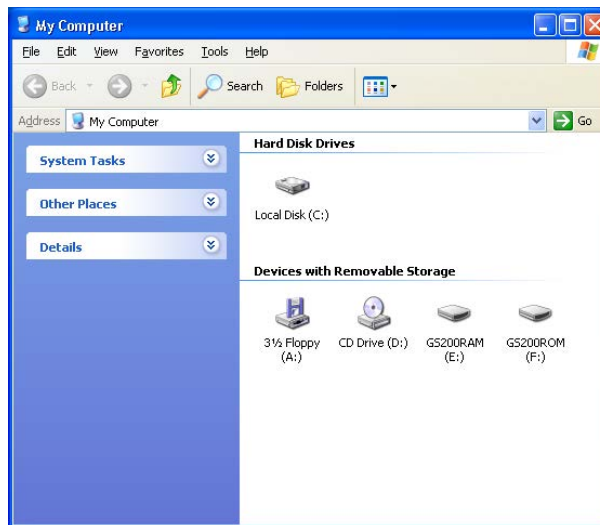 My Computer
File Edit View Favorites Tools Help
Back Search Folders
Address My Computer Go
System Tasks
Other Places
Details
Hard Disk Drives
Local Disk (C:)
Devices with Removable Storage
3½ Floppy (A:)
CD Drive (D:)
GS200RAM (E:)
GS200ROM (F:)